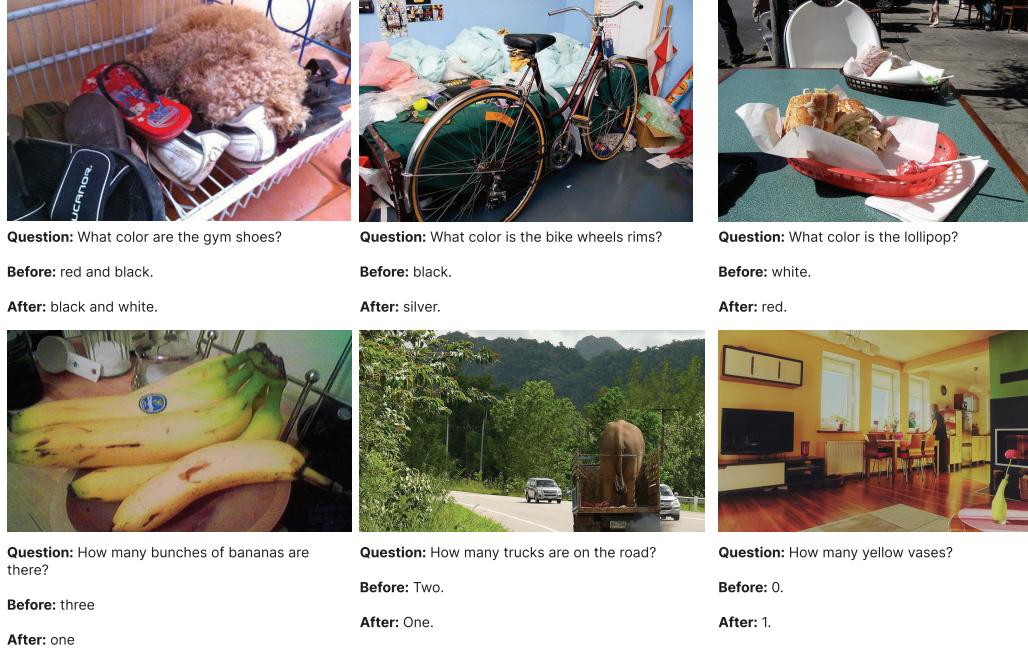 UCANOR.
Question: What color are the gym shoes?
Before: red and black.
After: black and white.
Question: What color is the bike wheels rims?
Before: black.
After: silver.
Question: What color is the lollipop?
Before: white.
After: red.
Question: How many bunches of bananas are
there?
Before: three
After: one
Question: How many trucks are on the road?
Before: Two.
After: One.
Question: How many yellow vases?
Before: 0.
After: 1.